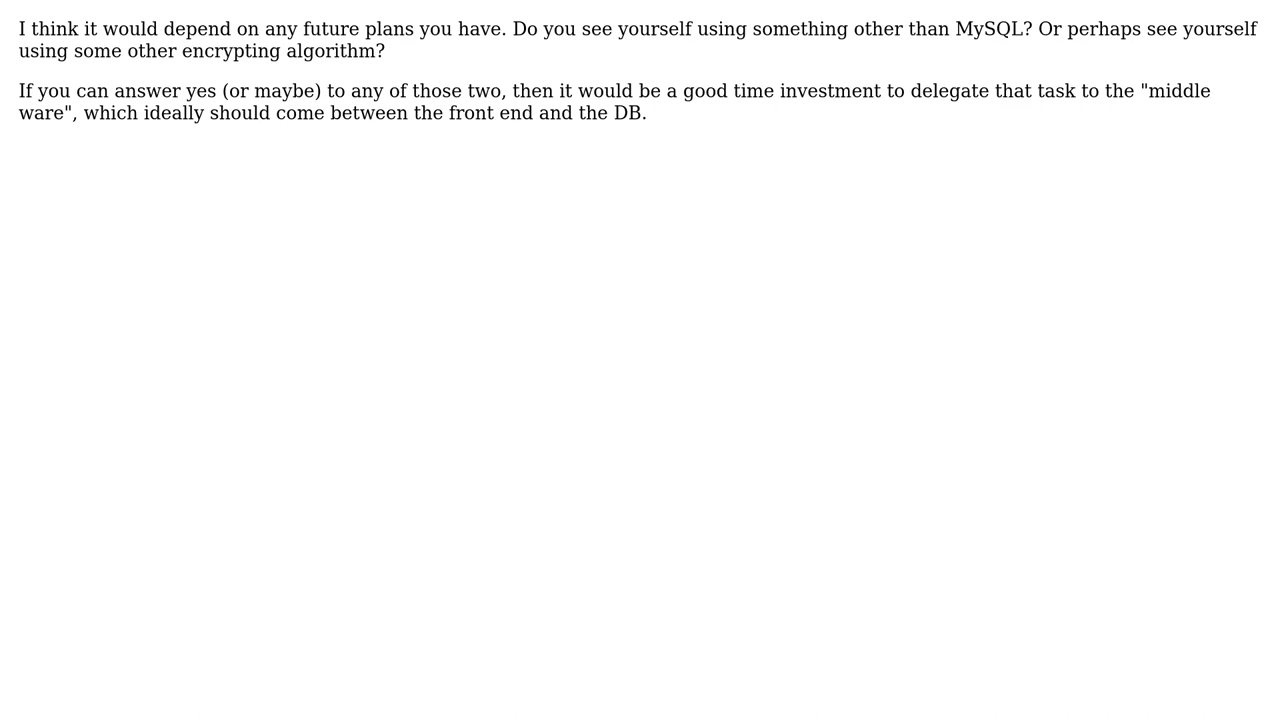 I think it would depend on any future plans you have. Do you see yourself using something other than MySQL? Or perhaps see yourself
using some other encrypting algorithm?
If you can answer yes (or maybe) to any of those two, then it would be a good time investment to delegate that task to the "middle
ware", which ideally should come between the front end and the DB.